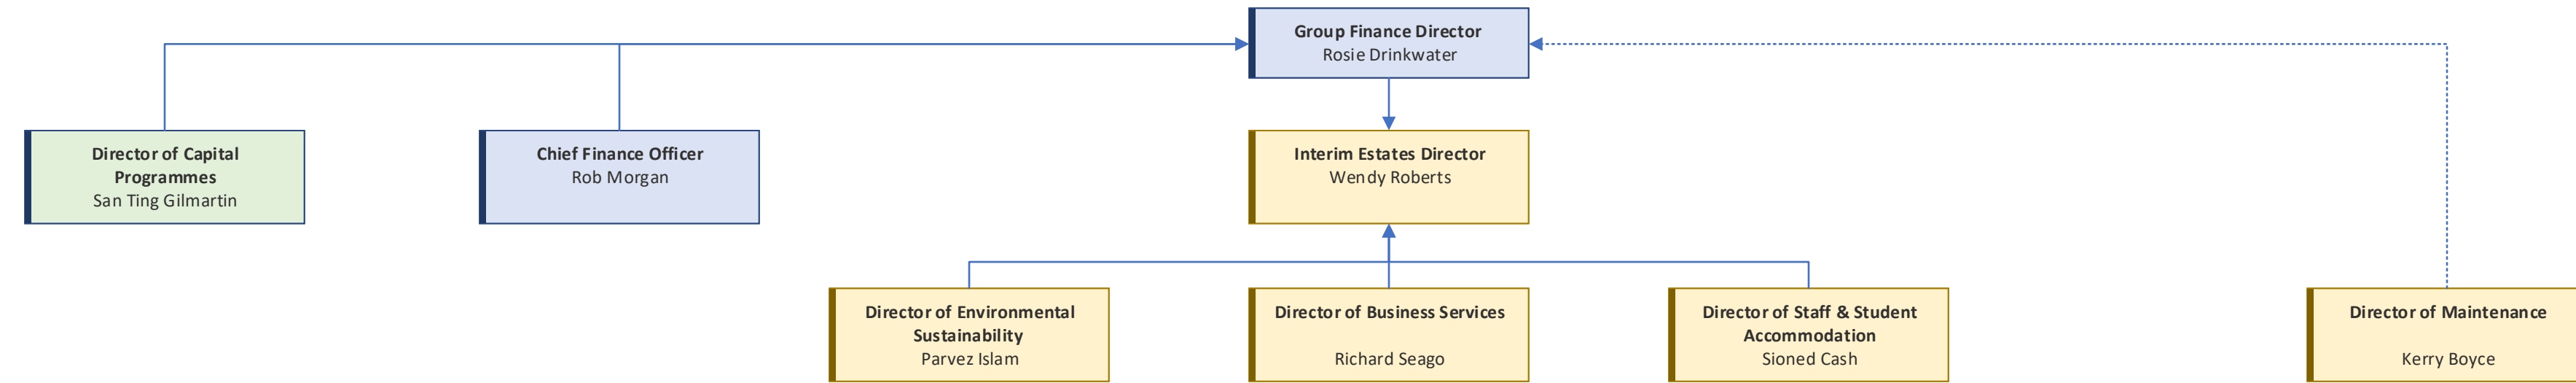 Group Finance Director
Rosie Drinkwater
Director of Capital
Programmes
San Ting Gilmartin
Chief Finance Officer
Rob Morgan
Interim Estates Director
Wendy Roberts
Director of Environmental
Sustainability
Parvez Islam
Director of Business Services
Richard Seago
Director of Staff & Student
Accommodation
Sioned Cash
Director of Maintenance
Kerry Boyce